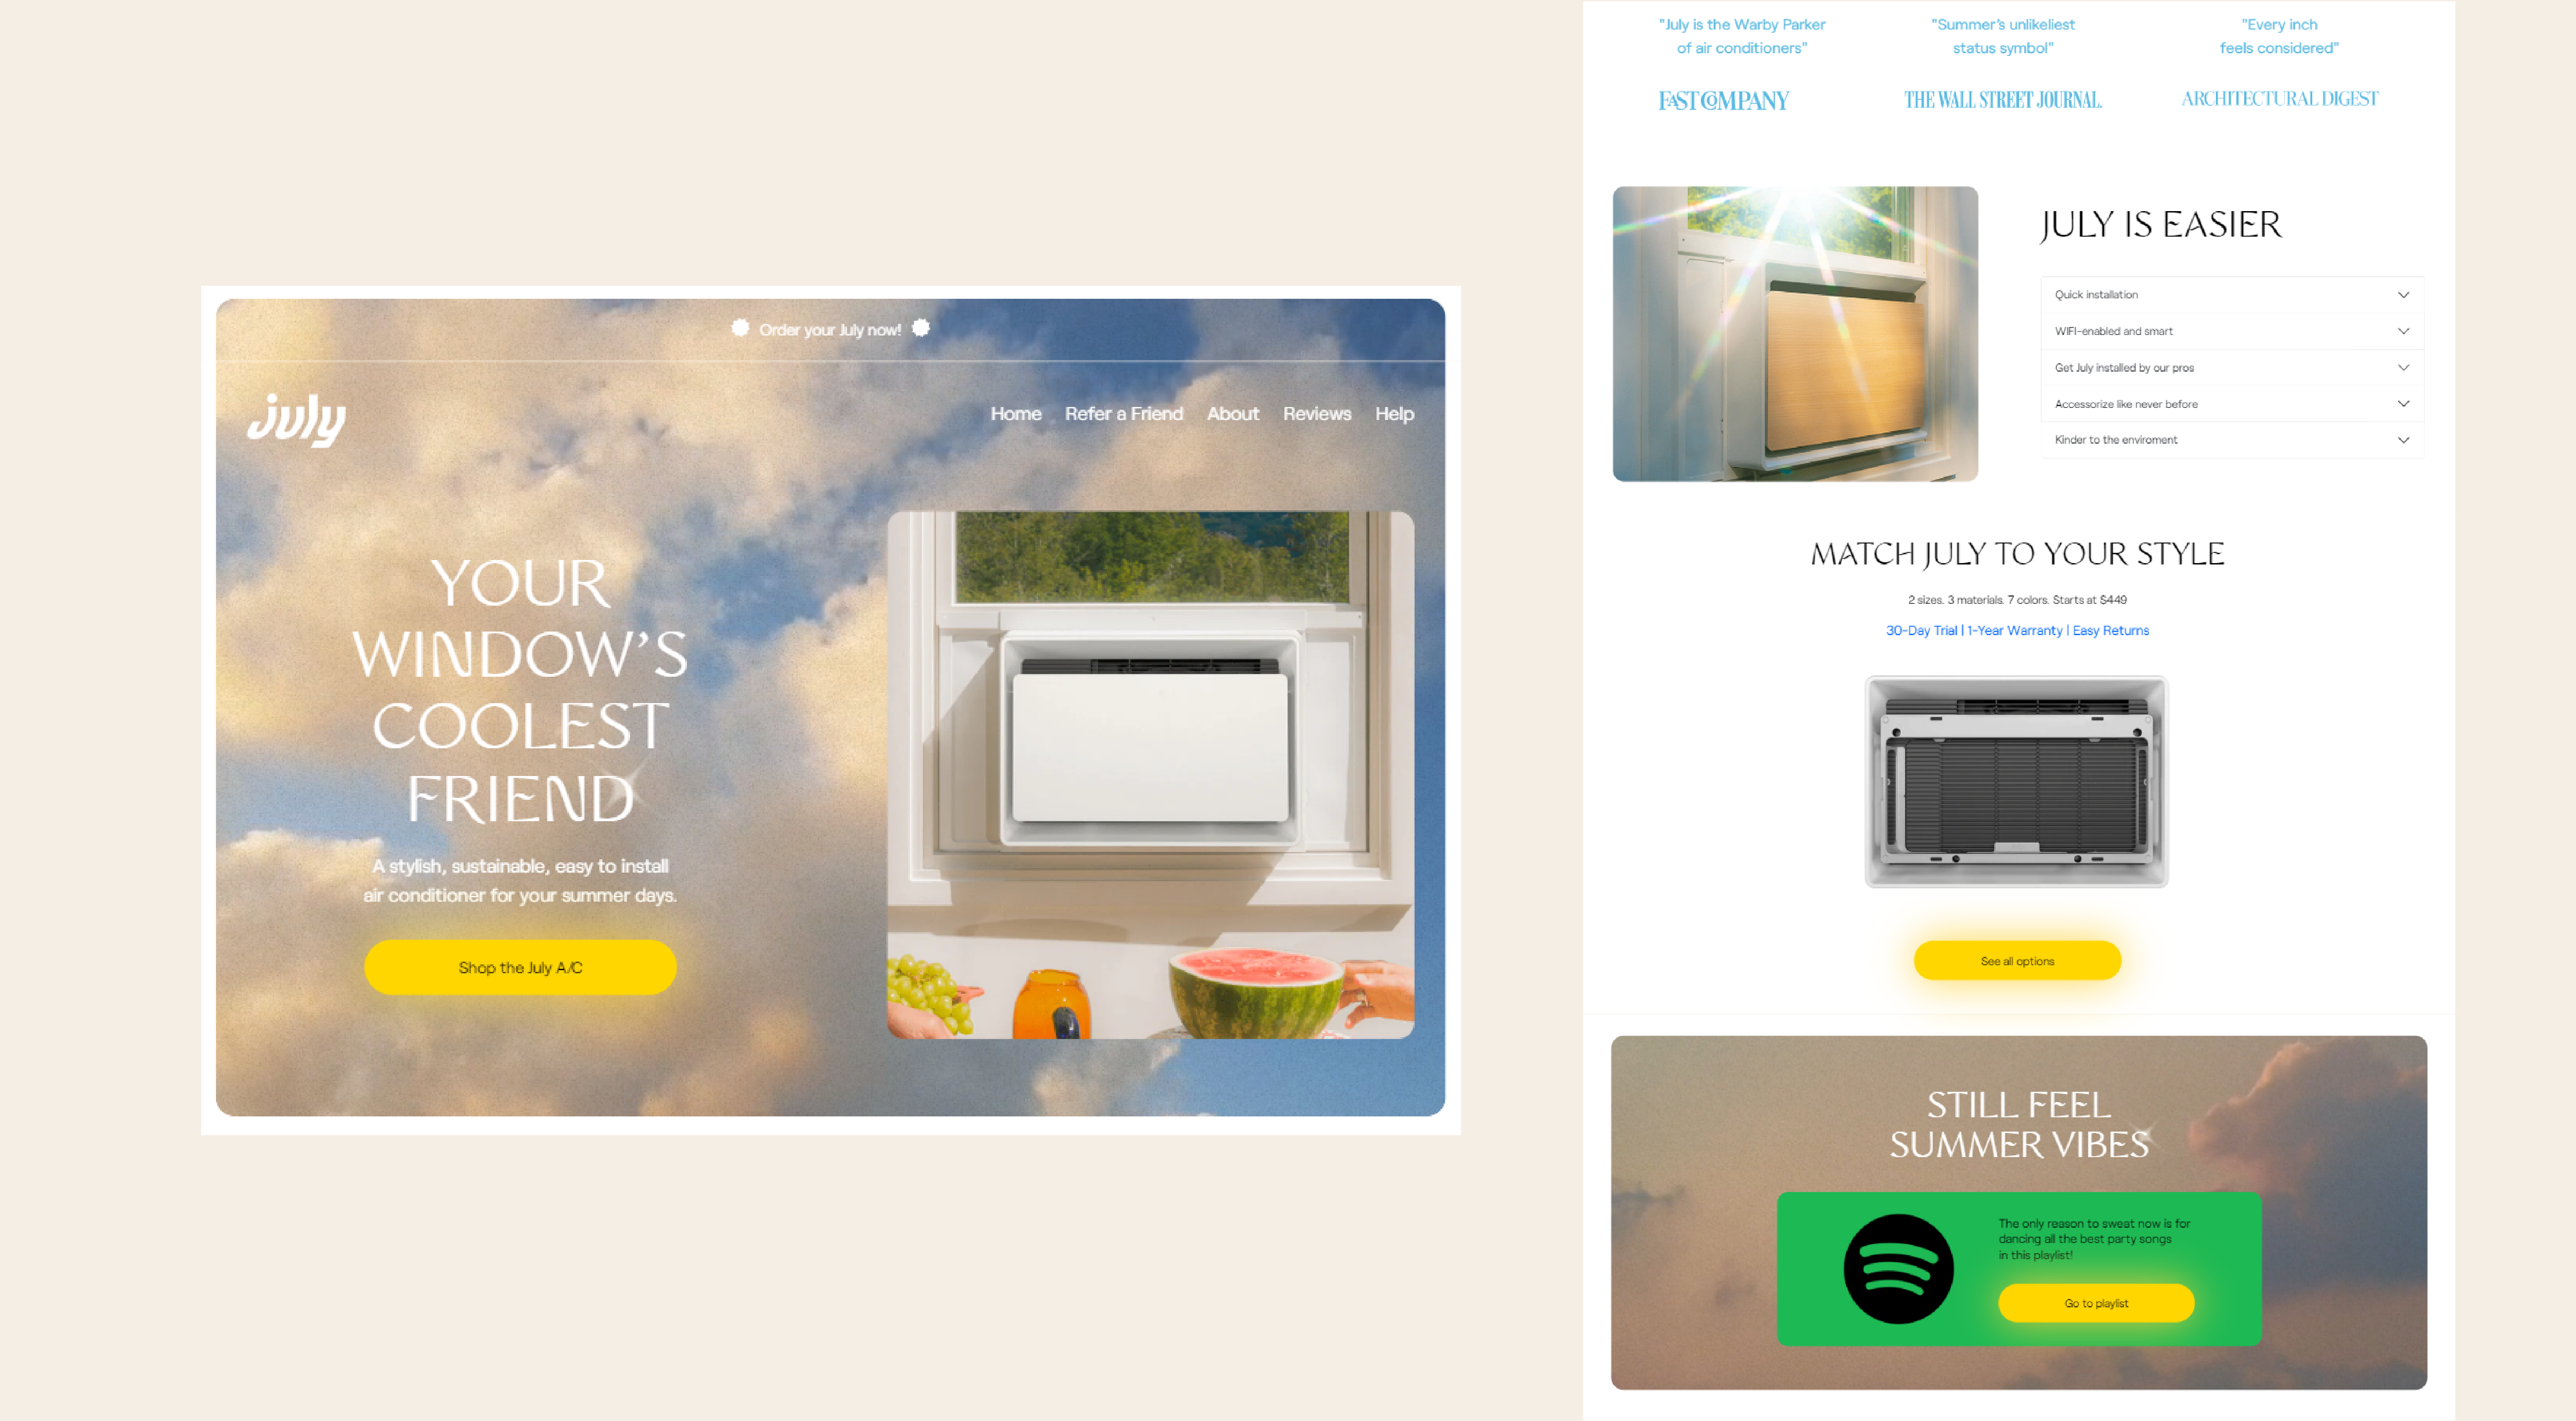 Order your July now!
july
Home Refer a Friend About Reviews Help
YOUR
WINDOW’S
COOLEST
FRIEND
A stylish, sustainable, easy to install
air conditioner for your summer days.
Shop the July A/C
"July is the Warby Parker
of air conditioners"
FAST COMPANY
"Summer's unlikeliest
status symbol"
THE WALL STREET JOURNAL.
"Every inch
feels considered"
ARCHITECTURAL DIGEST
JULY IS EASIER
Quick installation
WIFI-enabled and smart
Get July installed by our pros
Accessorize like never before
Kinder to the enviroment
MATCH JULY TO YOUR STYLE
2 sizes. 3 materials. 7 colors. Starts at $449
30-Day Trial | 1-Year Warranty | Easy Returns
See all options
STILL FEEL
SUMMER VIBES
The only reason to sweat now is for
dancing all the best party songs
in this playlist!
Go to playlist